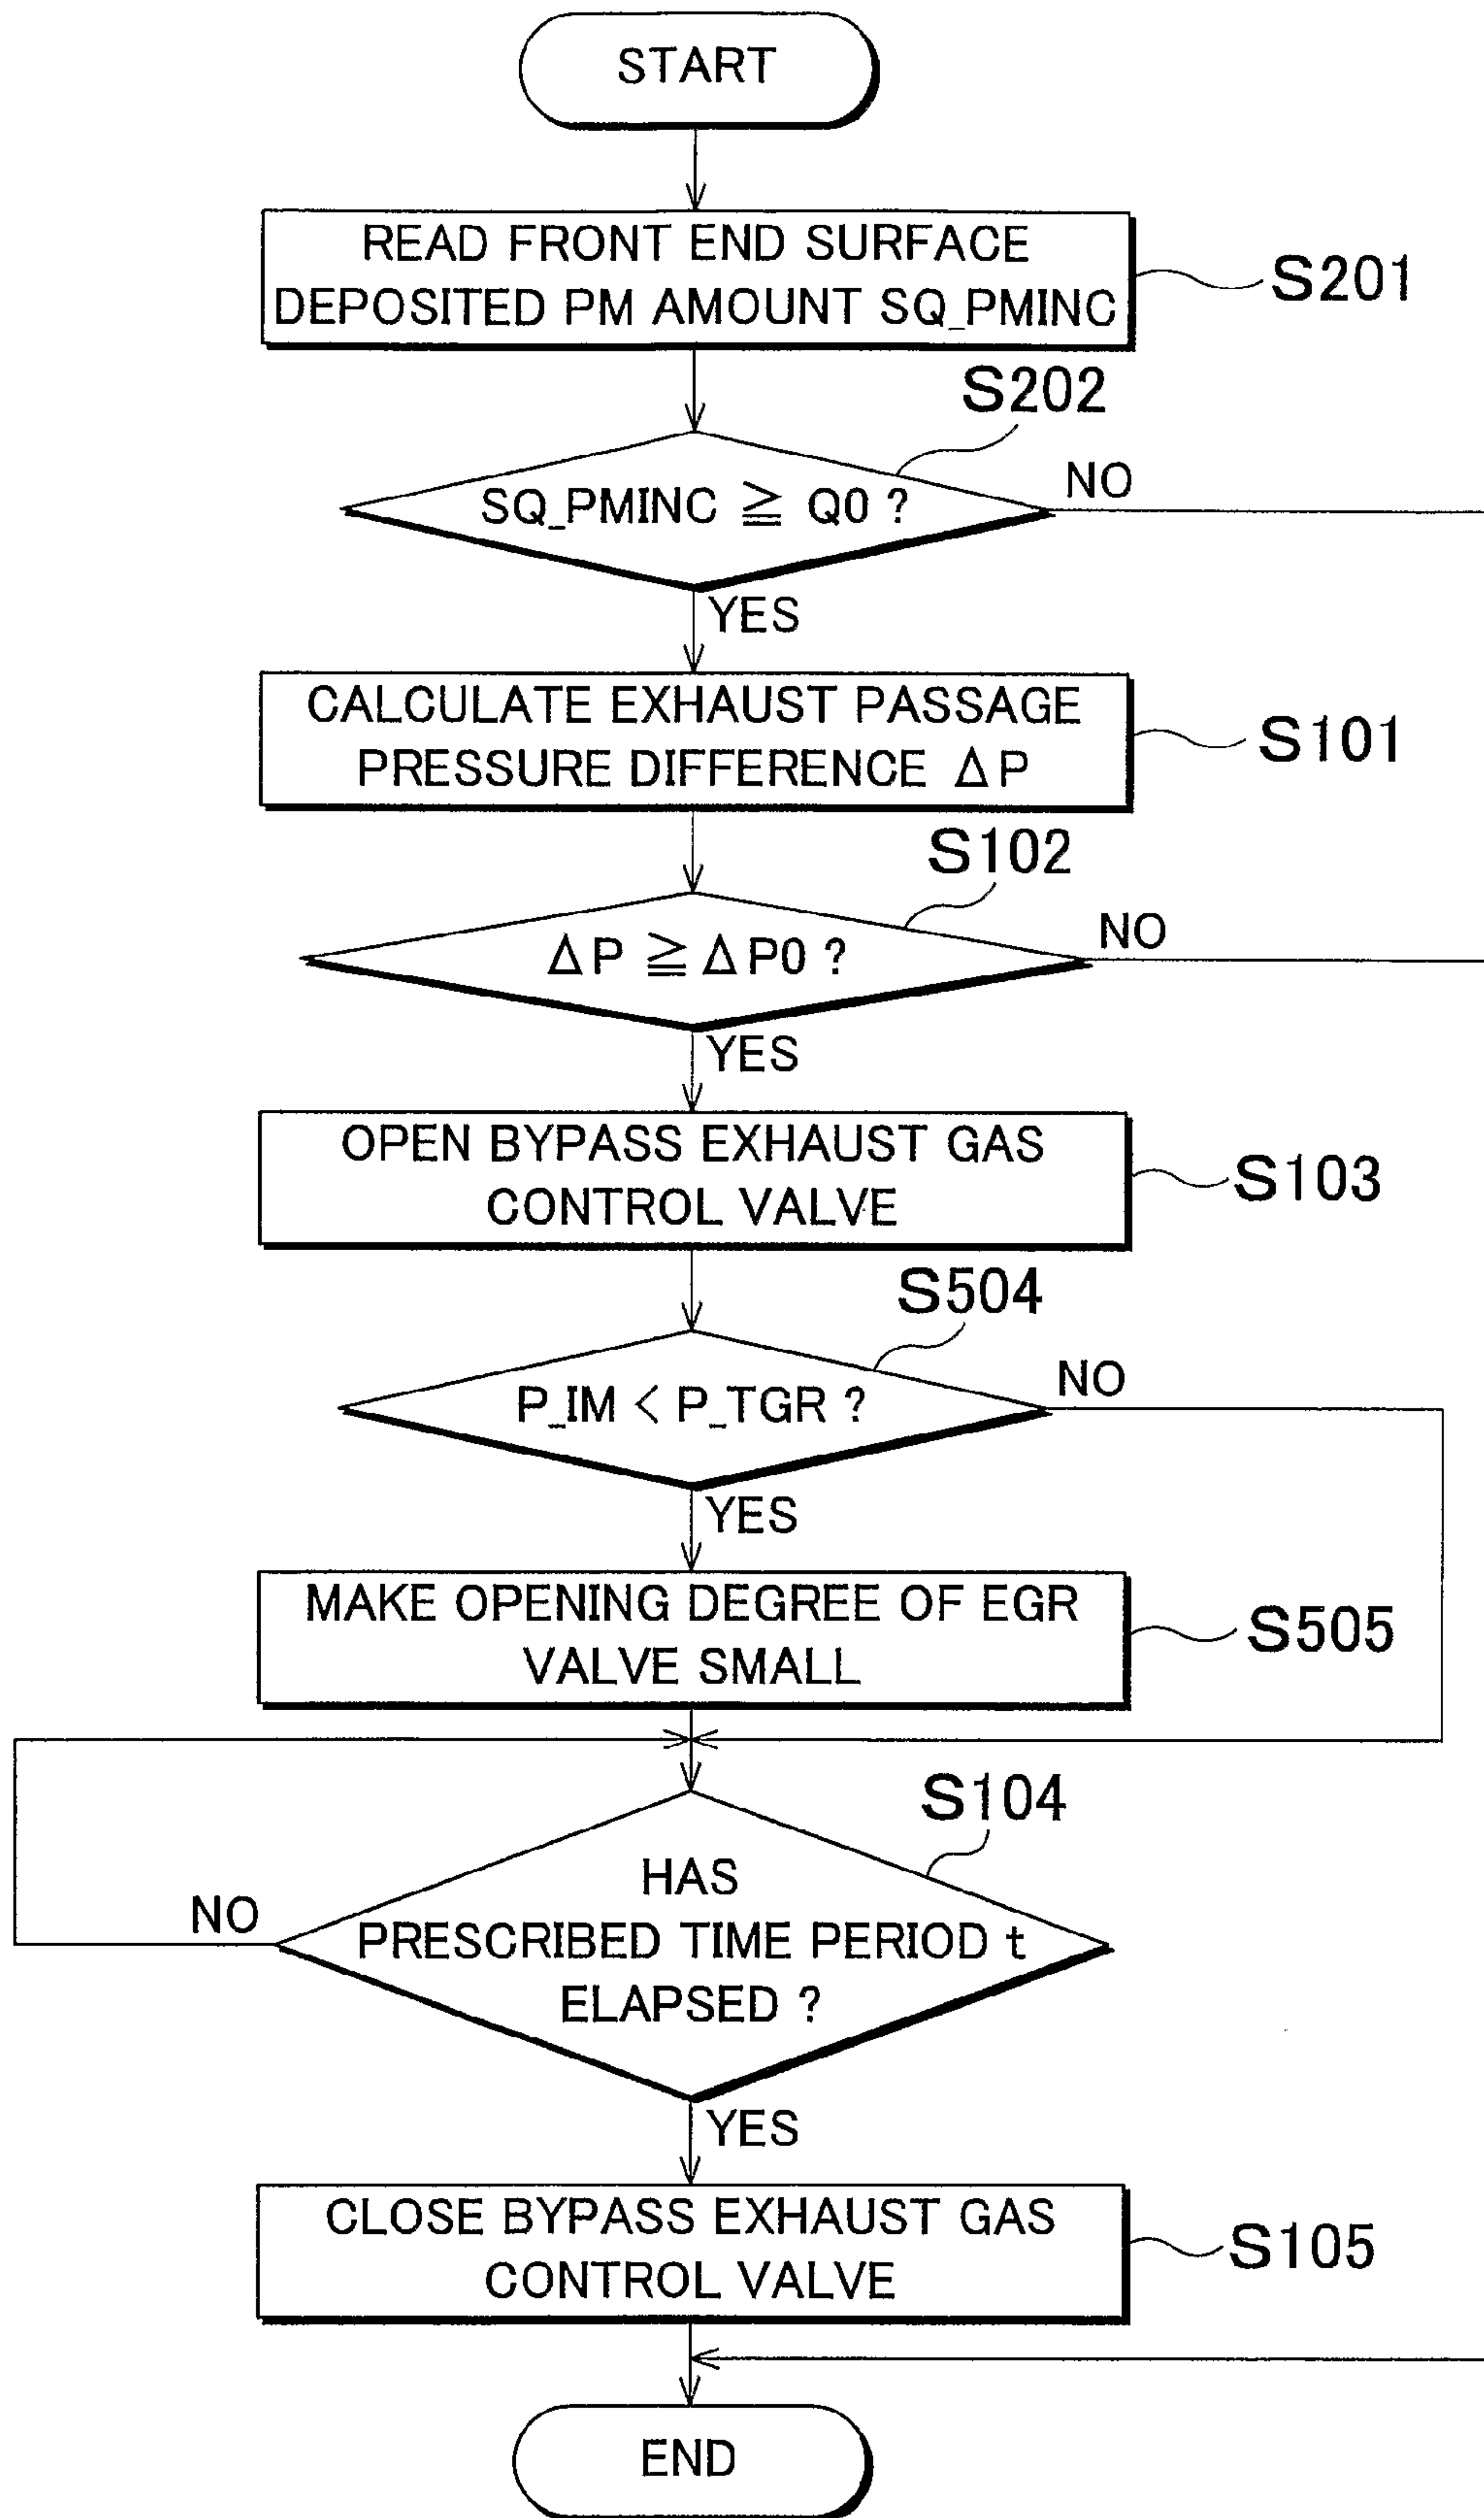 START
READ FRONT END SURFACE
DEPOSITED PM AMOUNT SQ_PMINC
S201
S202
SQ_PMINC ≧ Q0 ?
NO
YES
CALCULATE EXHAUST PASSAGE
PRESSURE DIFFERENCE ΔP
S101
S102
ΔP ≧ ΔP0 ?
NO
YES
OPEN BYPASS EXHAUST GAS
CONTROL VALVE
S103
S504
P_IM < P_TGR ?
NO
YES
MAKE OPENING DEGREE OF EGR
VALVE SMALL
S505
S104
HAS
PRESCRIBED TIME PERIOD t
ELAPSED ?
NO
YES
CLOSE BYPASS EXHAUST GAS
CONTROL VALVE
S105
END